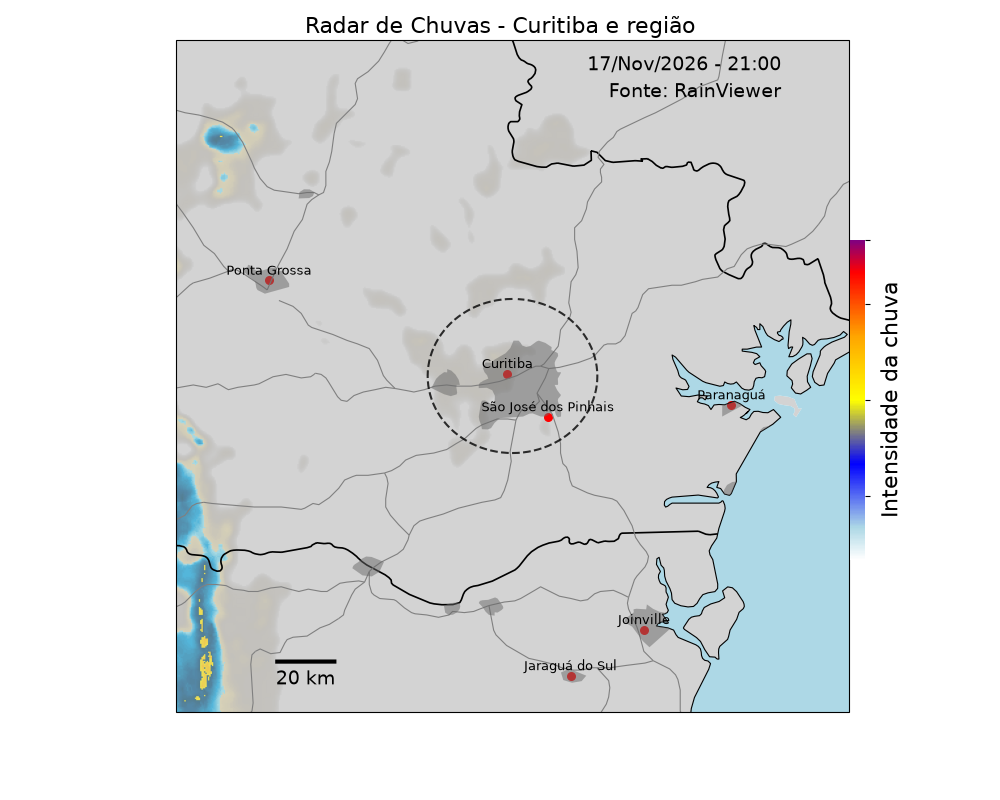 Radar de Chuvas - Curitiba e região
17/Nov/2026 - 21:00
Fonte: RainViewer
Ponta Grossa
Curitiba
São José dos Pinhais
Paranaguá
Intensidade da chuva
Joinville
Jaraguá do Sul
20 km